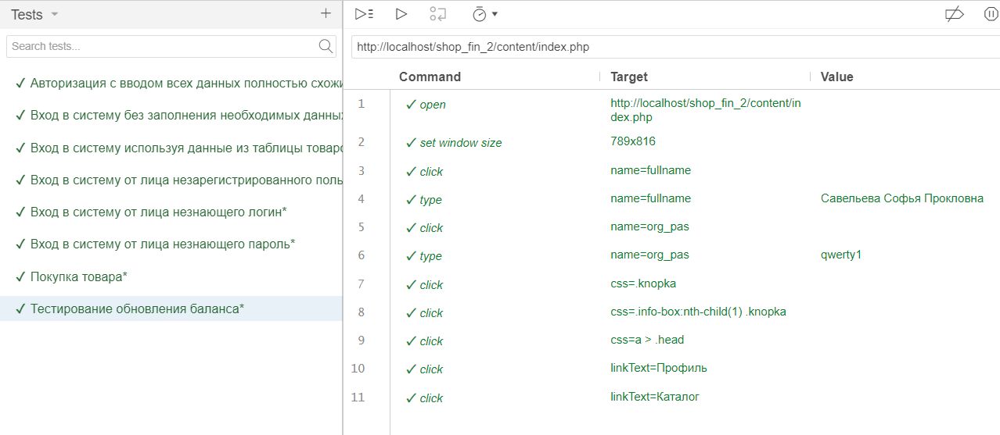 Tests
Search tests...
Авторизация с вводом всех данных полностью схожи
Вход в систему без заполнения необходимых данны
Вход в систему используя данные из таблицы товаро
Вход в систему от лица незарегистрированного поль
Вход в систему от лица незнающего логин*
Вход в систему от лица незнающего пароль*
Покупка товара*
Тестирование обновления баланса*
http://localhost/shop_fin_2/content/index.php
Command Target Value
1 open http://localhost/shop_fin_2/content/in
dex.php
2 set window size 789x816
3 click name=fullname
4 type name=fullname Савельева Софья Прокловна
5 click name=org_pas
6 type name=org_pas qwerty1
7 click css=.knopka
8 click css=.info-box:nth-child(1) .knopka
9 click css=a > .head
10 click linkText=Профиль
11 click linkText=Каталог